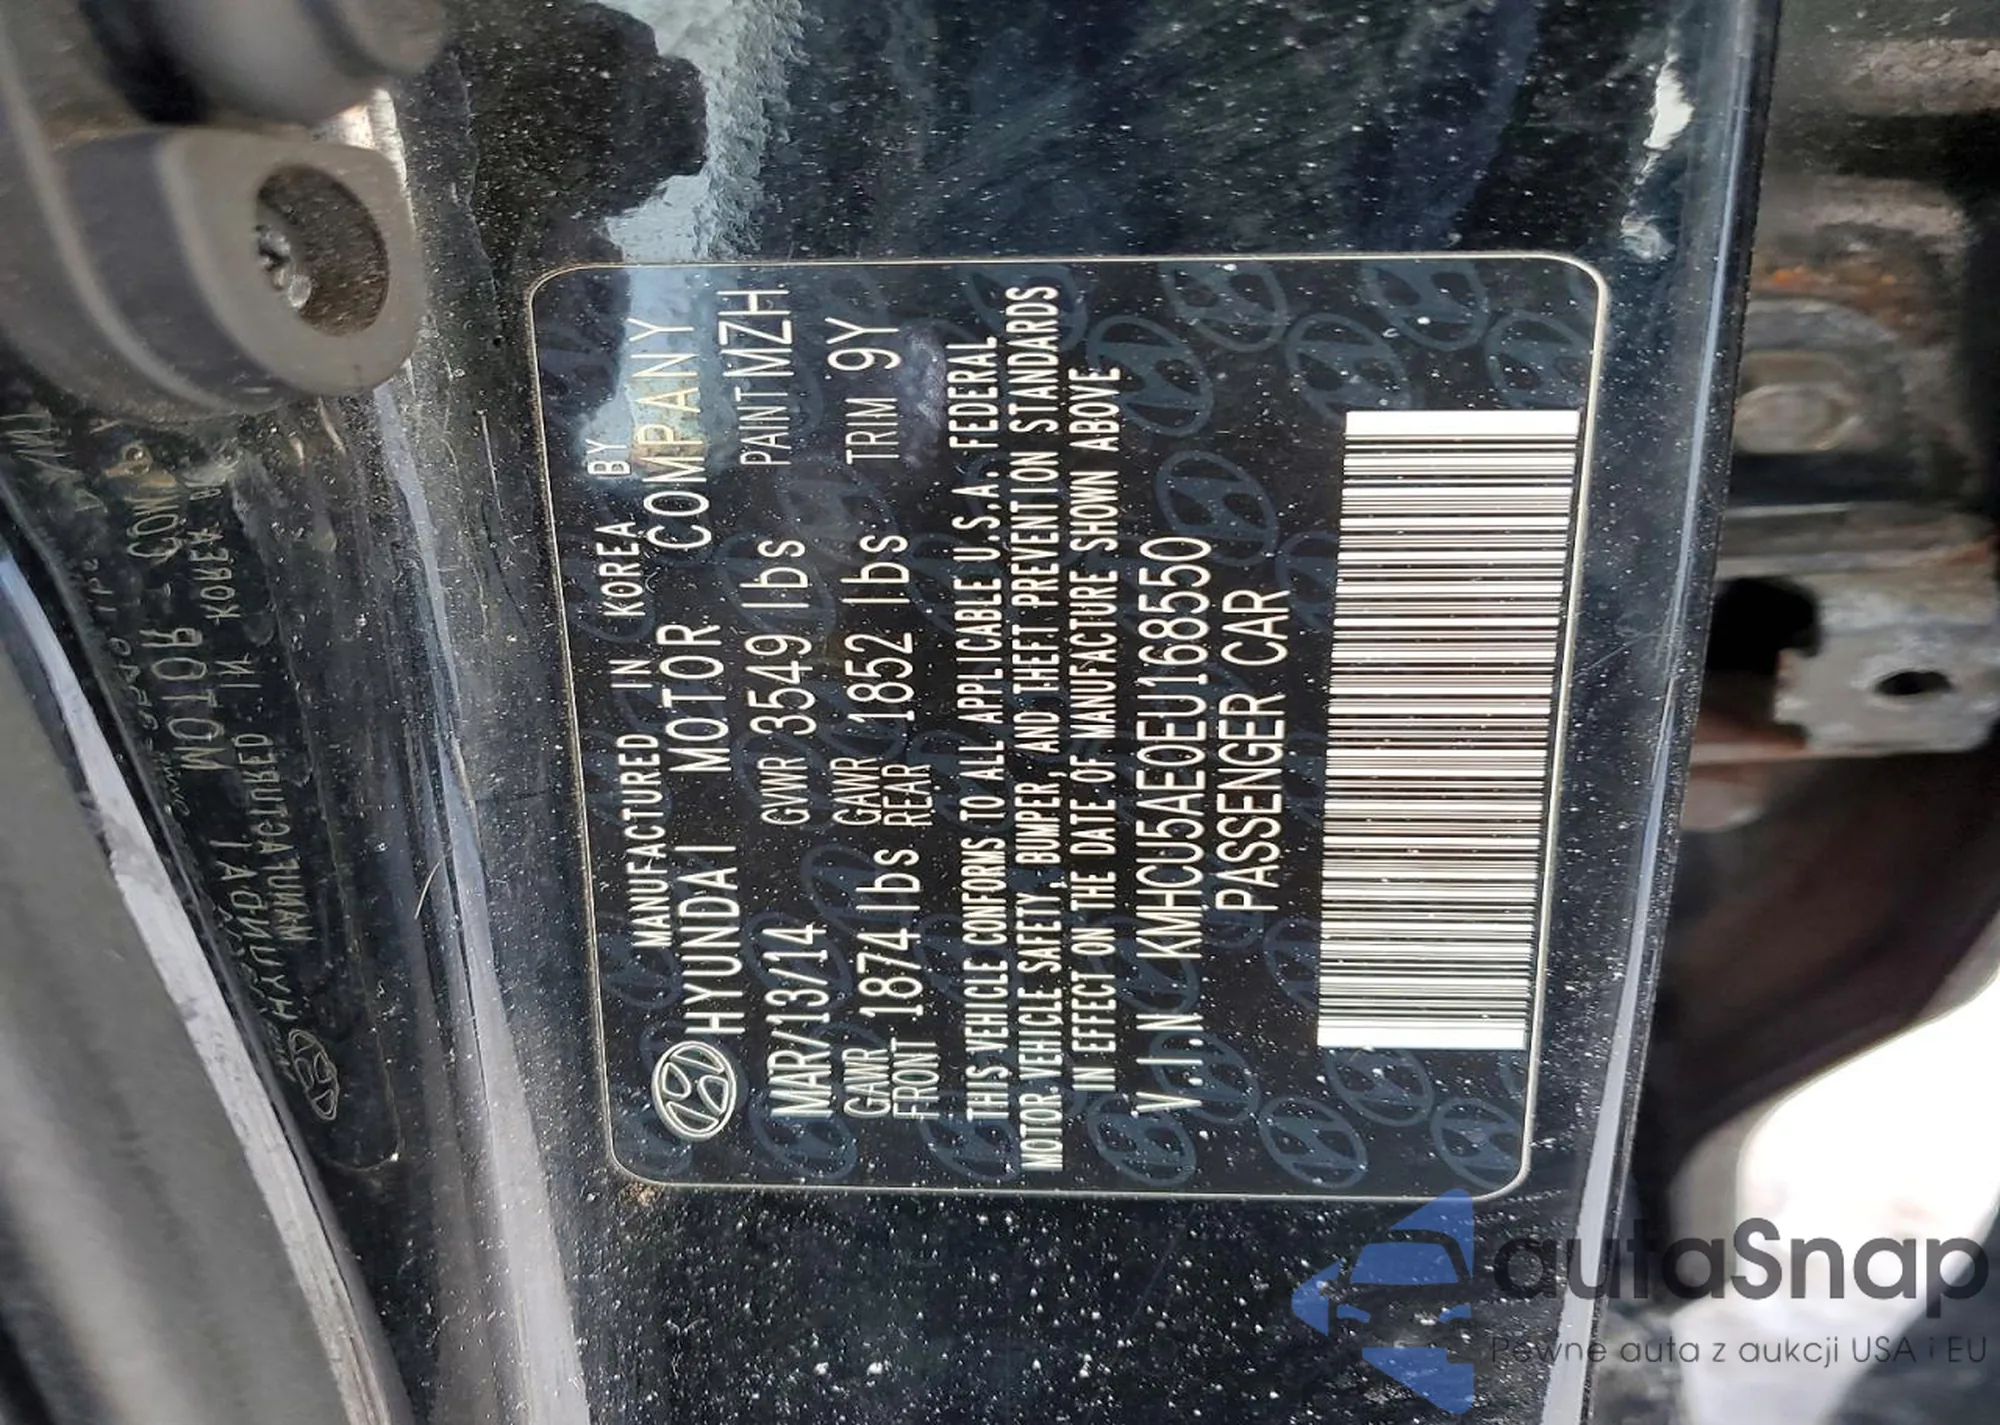 MANUFACTURED IN KOREA BY
HYUNDAI MOTOR COMPANY
MAR/13/14 GVWR 3549 lbs PAINT MZH
GAWR FRONT 1874 lbs GAWR REAR 1852 lbs TRIM 9Y
THIS VEHICLE CONFORMS TO ALL APPLICABLE U.S.A. FEDERAL
MOTOR VEHICLE SAFETY, BUMPER, AND THEFT PREVENTION STANDARDS
IN EFFECT ON THE DATE OF MANUFACTURE SHOWN ABOVE
V.I.N KMHCU5AE0EU168550
PASSENGER CAR
autaSnap
Pewne auta z aukcji USA i EU